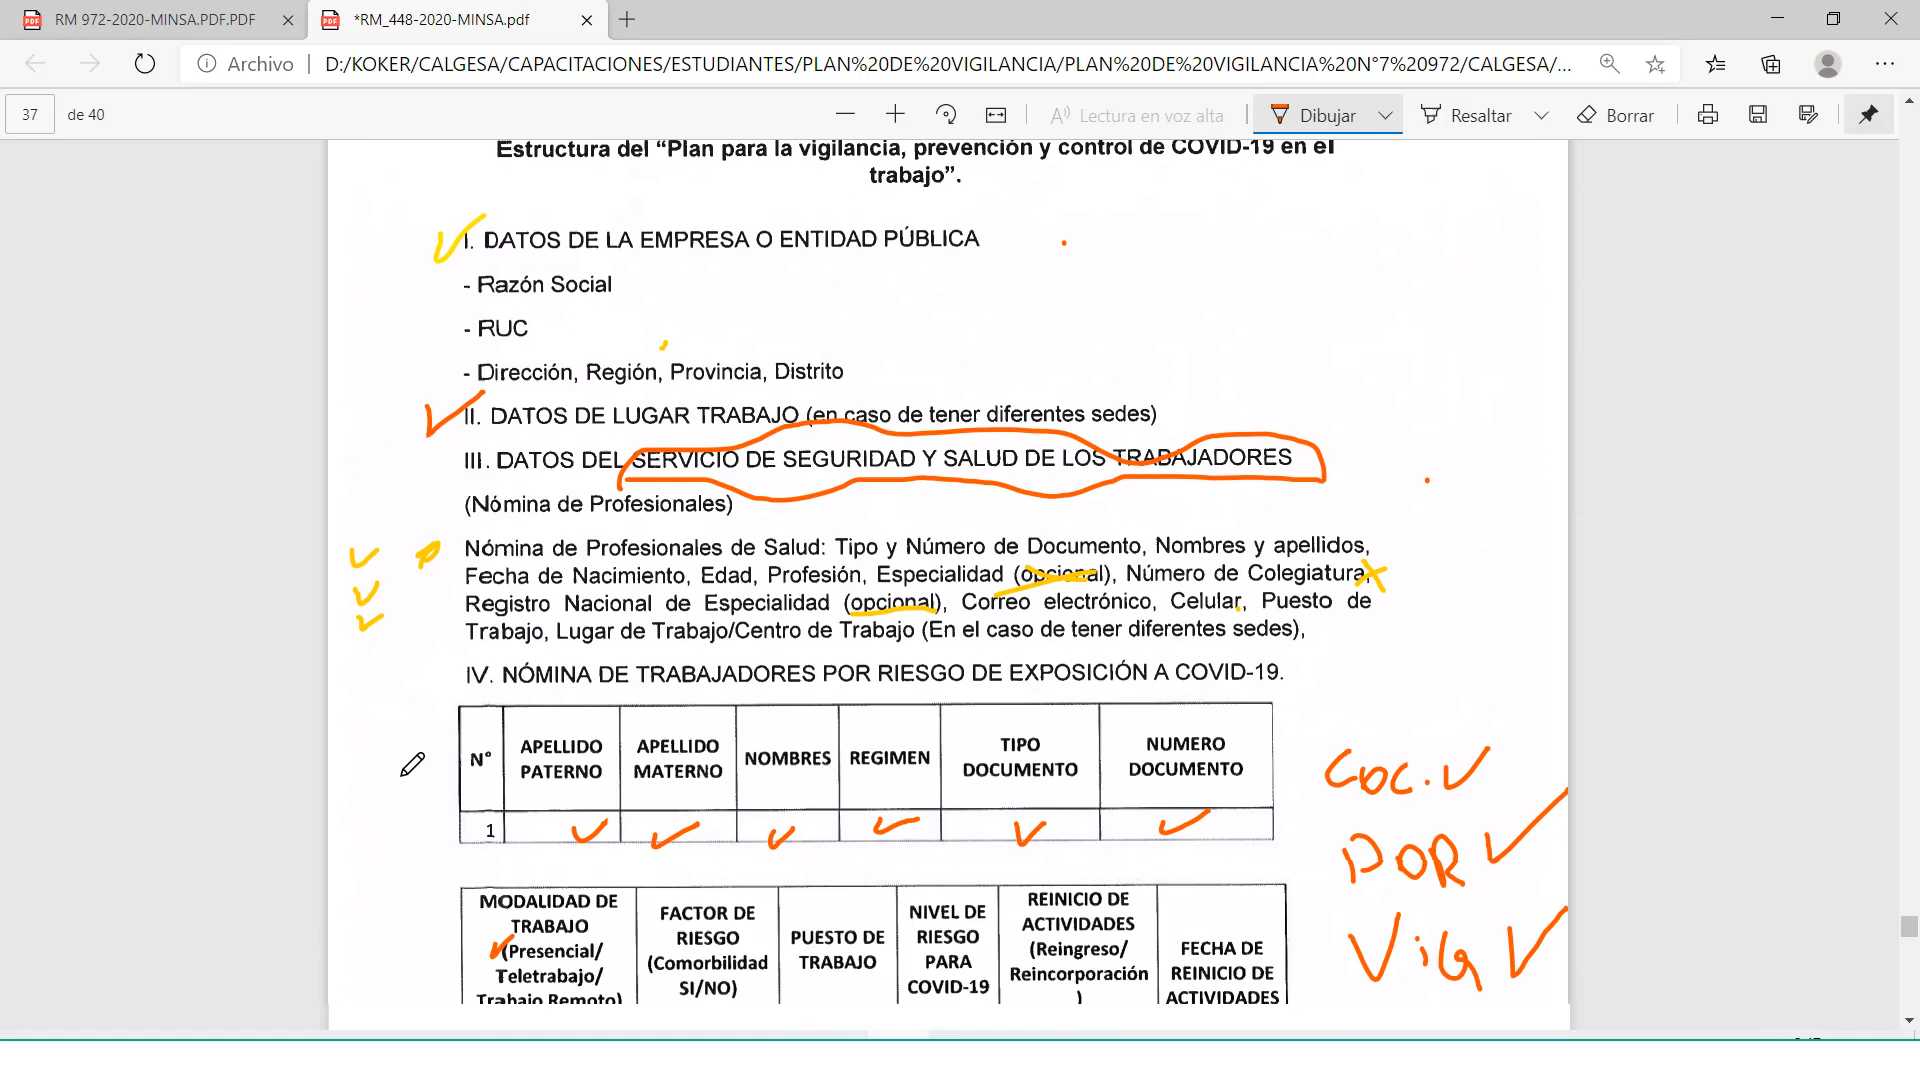 RM 972-2020-MINSA.PDF.PDF
*RM_448-2020-MINSA.pdf
Archivo
D:/KOKER/CALGESA/CAPACITACIONES/ESTUDIANTES/PLAN%20DE%20VIGILANCIA/PLAN%20DE%20VIGILANCIA%20N°7%20972/CALGESA/...
37 de 40
Lectura en voz alta
Dibujar
Resaltar
Borrar
Estructura del “Plan para la vigilancia, prevención y control de COVID-19 en el
trabajo”.
I. DATOS DE LA EMPRESA O ENTIDAD PÚBLICA
- Razón Social
- RUC
- Dirección, Región, Provincia, Distrito
II. DATOS DE LUGAR TRABAJO (en caso de tener diferentes sedes)
III. DATOS DEL SERVICIO DE SEGURIDAD Y SALUD DE LOS TRABAJADORES
(Nómina de Profesionales)
Nómina de Profesionales de Salud: Tipo y Número de Documento, Nombres y apellidos,
Fecha de Nacimiento, Edad, Profesión, Especialidad (opcional), Número de Colegiatura,
Registro Nacional de Especialidad (opcional), Correo electrónico, Celular, Puesto de
Trabajo, Lugar de Trabajo/Centro de Trabajo (En el caso de tener diferentes sedes),
IV. NÓMINA DE TRABAJADORES POR RIESGO DE EXPOSICIÓN A COVID-19.
N°
APELLIDO
PATERNO
APELLIDO
MATERNO
NOMBRES
REGIMEN
TIPO
DOCUMENTO
NUMERO
DOCUMENTO
1
MODALIDAD DE
TRABAJO
(Presencial/
Teletrabajo/
Trabajo Remoto)
FACTOR DE
RIESGO
(Comorbilidad
SI/NO)
PUESTO DE
TRABAJO
NIVEL DE
RIESGO
PARA
COVID-19
REINICIO DE
ACTIVIDADES
(Reingreso/
Reincorporación
)
FECHA DE
REINICIO DE
ACTIVIDADES